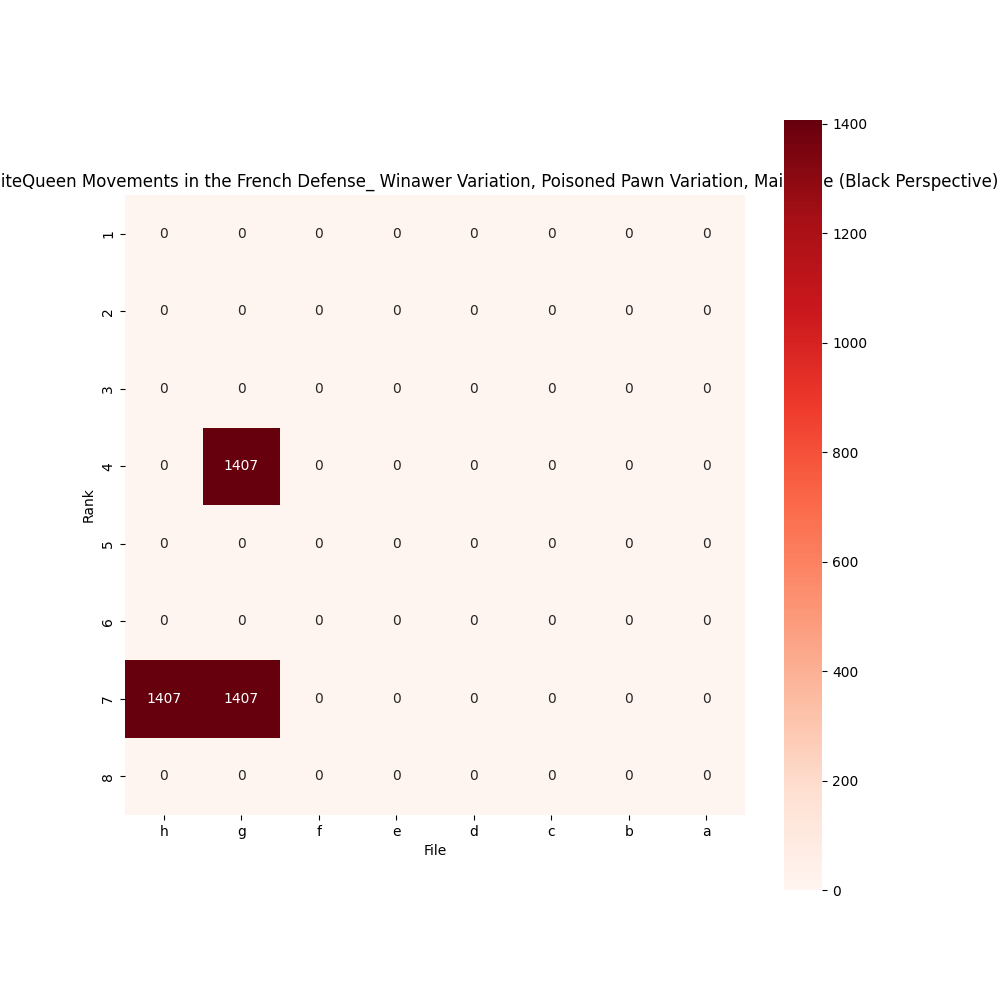 iteQueen Movements in the French Defense_ Winawer Variation, Poisoned Pawn Variation, Mai e (Black Perspective)
Rank
1 0 0 0 0 0 0 0 0
2 0 0 0 0 0 0 0 0
3 0 0 0 0 0 0 0 0
4 0 1407 0 0 0 0 0 0
5 0 0 0 0 0 0 0 0
6 0 0 0 0 0 0 0 0
7 1407 1407 0 0 0 0 0 0
8 0 0 0 0 0 0 0 0
h g f e d c b a
File
1400
1200
1000
800
600
400
200
0